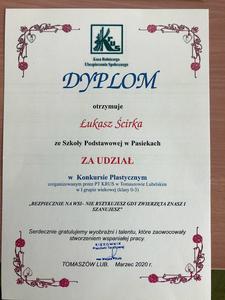 Kasa Rolniczego
Ubezpieczenia Społecznego
DYPLOM
otrzymuje
Łukasz Ścirka
ze Szkoły Podstawowej w Pasiekach
ZA UDZIAŁ
w Konkursie Plastycznym
zorganizowanym przez PT KRUS w Tomaszowie Lubelskim
w I grupie wiekowej (klasy 0-3)
"BEZPIECZNIE NA WSI- NIE RYZYKUJESZ GDY ZWIERZĘTA ZNASZ I
SZANUJESZ"
Serdecznie gratulujemy wyobraźni i talentu, które zaowocowały
stworzeniem wspaniałej pracy.
KIEROWNIK
TOMASZÓW LUB. Marzec 2020 r.